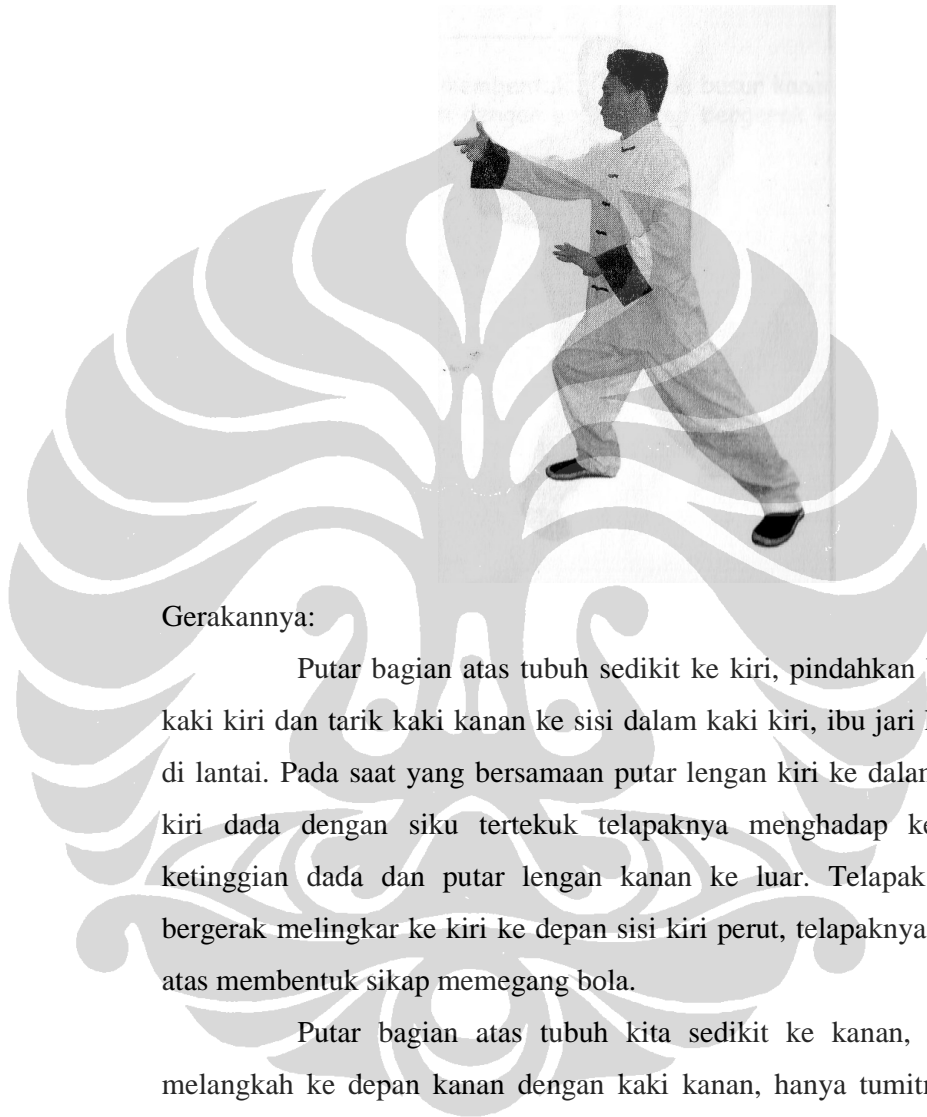 membentuk busur
dengan bergerak
Gerakannya:
Putar bagian atas tubuh sedikit ke kiri, pindahkan
kaki kiri dan tarik kaki kanan ke sisi dalam kaki kiri, ibu jari
di lantai. Pada saat yang bersamaan putar lengan kiri ke dalam
kiri dada dengan siku tertekuk telapaknya menghadap ke
ketinggian dada dan putar lengan kanan ke luar. Telapak
bergerak melingkar ke kiri ke depan sisi kiri perut, telapaknya
atas membentuk sikap memegang bola.
Putar bagian atas tubuh kita sedikit ke kanan,
melangkah ke depan kanan dengan kaki kanan, hanya